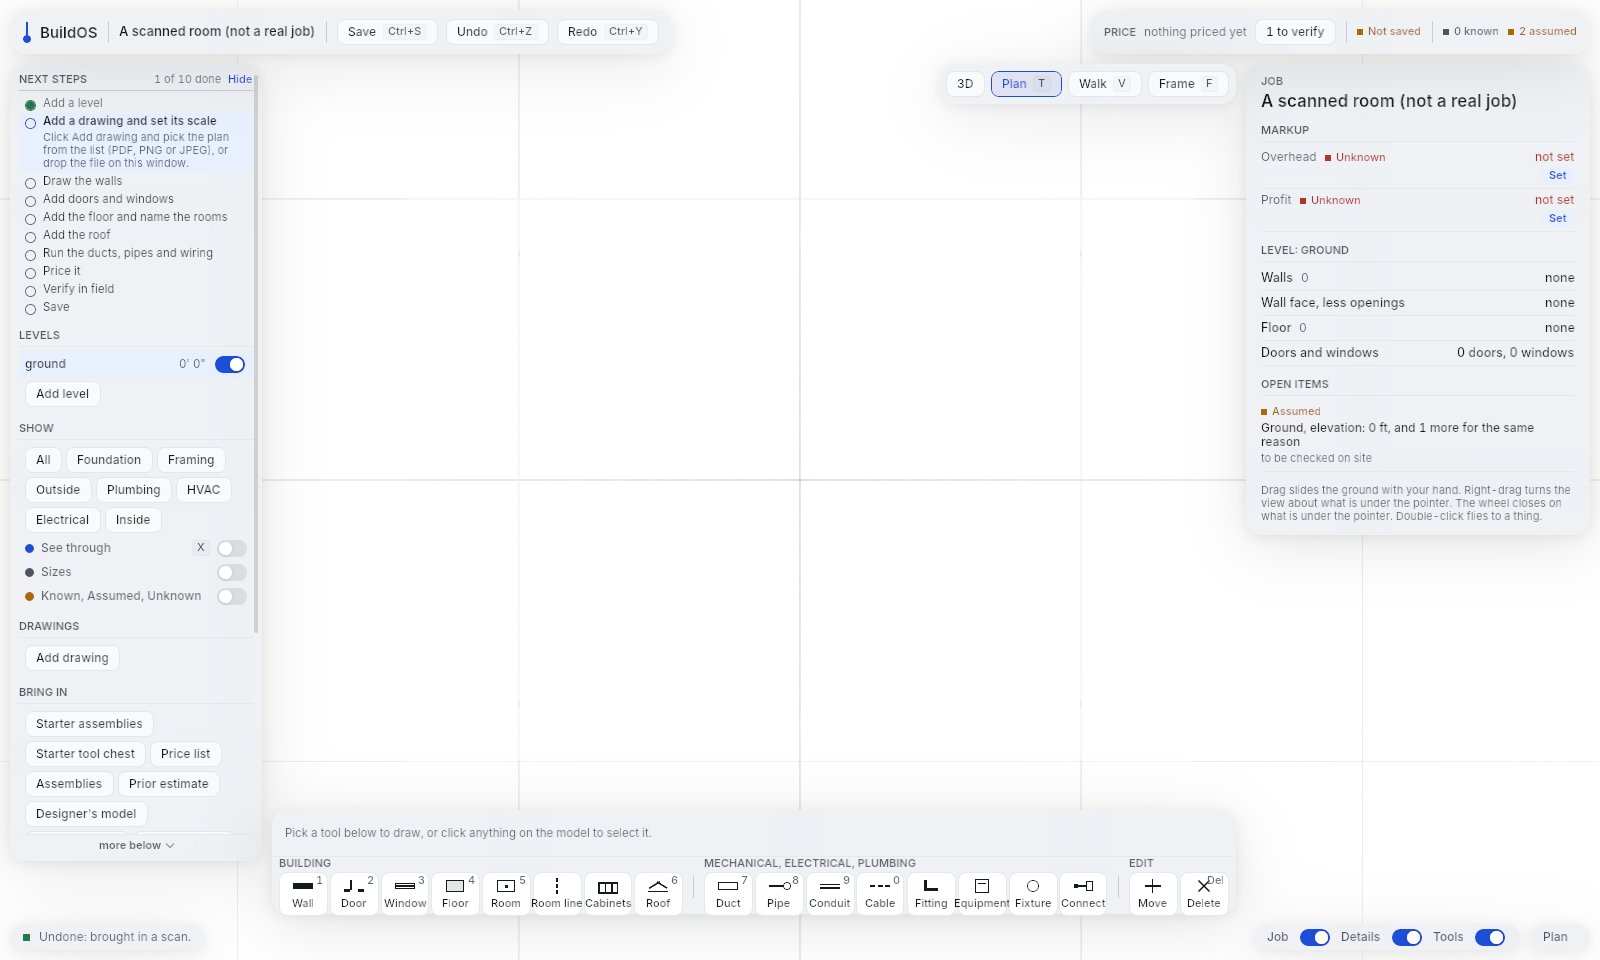 BuildOS
A scanned room (not a real job)
Save Ctrl+S
Undo Ctrl+Z
Redo Ctrl+Y
PRICE nothing priced yet
1 to verify
Not saved
0 known
2 assumed
3D
Plan T
Walk V
Frame F
NEXT STEPS
1 of 10 done
Hide
Add a level
Add a drawing and set its scale
Click Add drawing and pick the plan
from the list (PDF, PNG or JPEG), or
drop the file on this window.
Draw the walls
Add doors and windows
Add the floor and name the rooms
Add the roof
Run the ducts, pipes and wiring
Price it
Verify in field
Save
LEVELS
ground 0' 0"
Add level
SHOW
All Foundation Framing
Outside Plumbing HVAC
Electrical Inside
See through X
Sizes
Known, Assumed, Unknown
DRAWINGS
Add drawing
BRING IN
Starter assemblies
Starter tool chest Price list
Assemblies Prior estimate
Designer's model
more below
JOB
A scanned room (not a real job)
MARKUP
Overhead Unknown not set
Set
Profit Unknown not set
Set
LEVEL: GROUND
Walls 0 none
Wall face, less openings none
Floor 0 none
Doors and windows 0 doors, 0 windows
OPEN ITEMS
Assumed
Ground, elevation: 0 ft, and 1 more for the same
reason
to be checked on site
Drag slides the ground with your hand. Right-drag turns the
view about what is under the pointer. The wheel closes on
what is under the pointer. Double-click flies to a thing.
Pick a tool below to draw, or click anything on the model to select it.
BUILDING
1 Wall
2 Door
3 Window
4 Floor
5 Room
Room line
Cabinets
6 Roof
MECHANICAL, ELECTRICAL, PLUMBING
7 Duct
8 Pipe
9 Conduit
0 Cable
Fitting
Equipment
Fixture
Connect
EDIT
Move
Del Delete
Undone: brought in a scan.
Job Details Tools
Plan